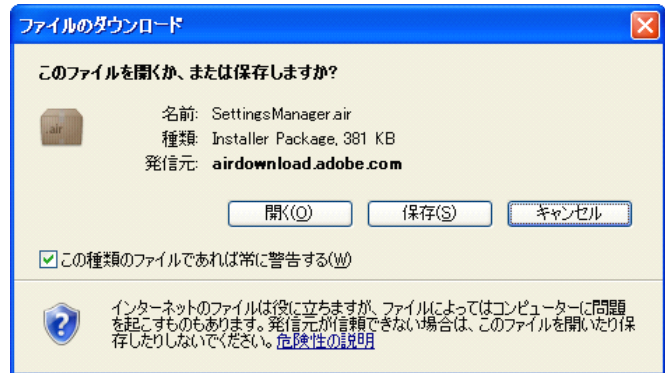 ファイルのダウンロード
このファイルを開くか、または保存しますか?
.air
名前: SettingsManager.air
種類: Installer Package, 381 KB
発信元: airdownload.adobe.com
開く(O) 保存(S) キャンセル
この種類のファイルであれば常に警告する(W)
インターネットのファイルは役に立ちますが、ファイルによってはコンピューターに問題
を起こすものもあります。発信元が信頼できない場合は、このファイルを開いたり保
存したりしないでください。危険性の説明